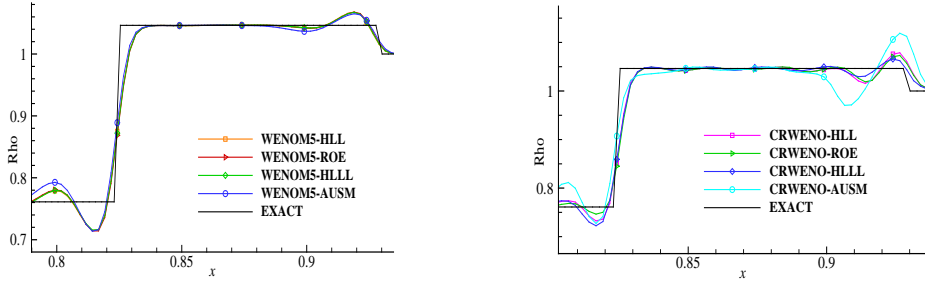 1
0.9
0.8
0.7
Rho
WENOM5-HLL
WENOM5-ROE
WENOM5-HLLL
WENOM5-AUSM
EXACT
0.8
0.85
0.9
x
1
0.8
Rho
CRWENO-HLL
CRWENO-ROE
CRWENO-HLLL
CRWENO-AUSM
EXACT
0.85
0.9
x